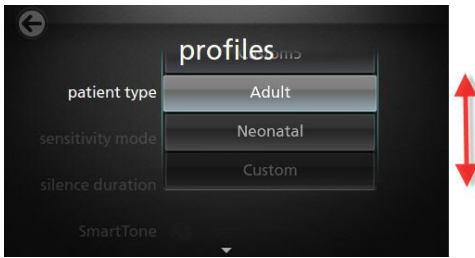 profiles
patient type
Adult
sensitivity mode
Neonatal
silence duration
Custom
SmartTone